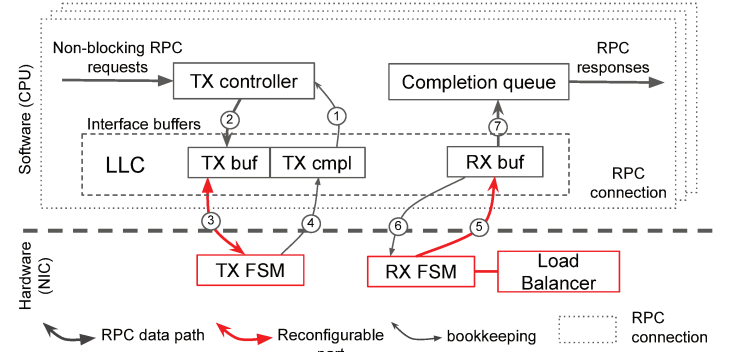 Non-blocking RPC
requests
TX controller
Completion queue
RPC
responses
Software (CPU)
1
2
7
Interface buffers
LLC
TX buf
TX cmpl
RX buf
RPC
connection
3
4
6
5
Hardware
(NIC)
TX FSM
RX FSM
Load
Balancer
RPC data path
Reconfigurable
bookkeeping
RPC
connection